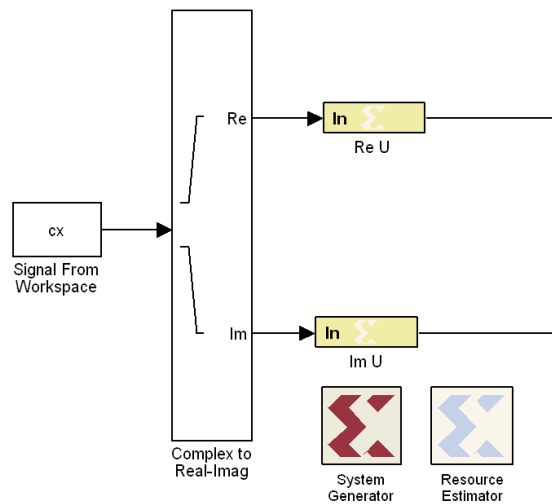 Re
In
Re U
cx
Signal From
Workspace
Im
In
Im U
Complex to
Real-Imag
System
Generator
Resource
Estimator